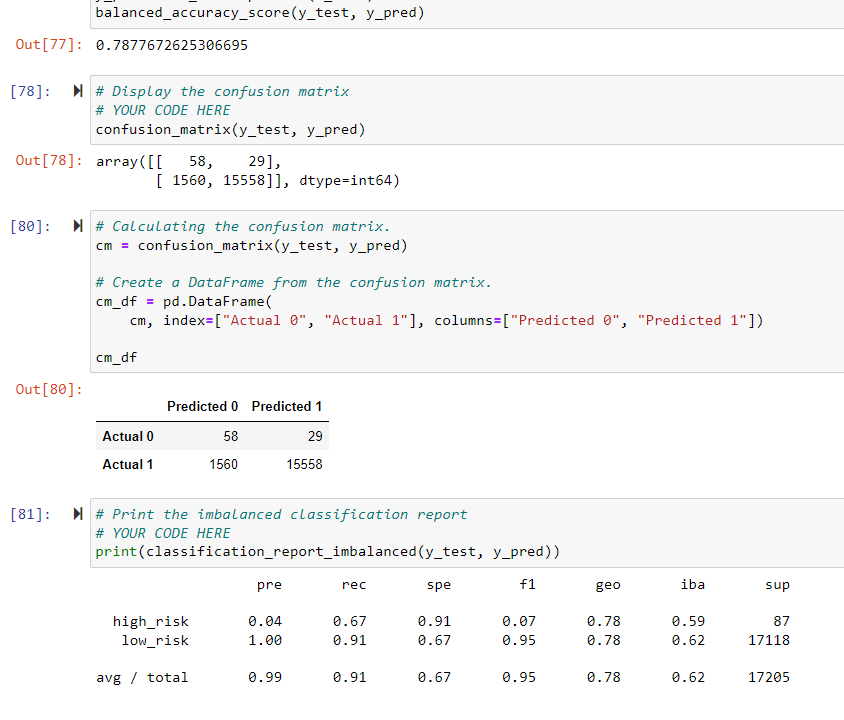 balanced_accuracy_score(y_test, y_pred)
Out[77]: 0.7877672625306695
[78]: # Display the confusion matrix
# YOUR CODE HERE
confusion_matrix(y_test, y_pred)
Out[78]: array([[   58,    29],
       [ 1560, 15558]], dtype=int64)
[80]: # Calculating the confusion matrix.
cm = confusion_matrix(y_test, y_pred)
# Create a DataFrame from the confusion matrix.
cm_df = pd.DataFrame(
    cm, index=["Actual 0", "Actual 1"], columns=["Predicted 0", "Predicted 1"])
cm_df
Out[80]:
Predicted 0 Predicted 1
Actual 0 58 29
Actual 1 1560 15558
[81]: # Print the imbalanced classification report
# YOUR CODE HERE
print(classification_report_imbalanced(y_test, y_pred))
pre rec spe f1 geo iba sup
high_risk 0.04 0.67 0.91 0.07 0.78 0.59 87
low_risk 1.00 0.91 0.67 0.95 0.78 0.62 17118
avg / total 0.99 0.91 0.67 0.95 0.78 0.62 17205